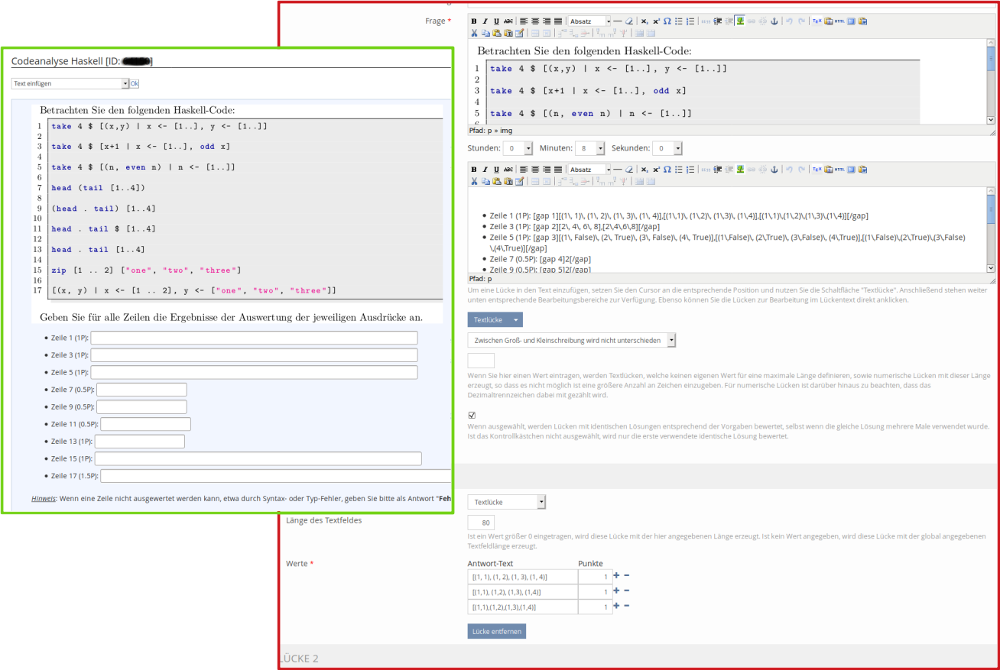 Codeanalyse Haskell [ID:
Text einfügen
Ok
Betrachten Sie den folgenden Haskell-Code:
1 take 4 $ [(x,y) | x <- [1..], y <- [1..]]
2
3 take 4 $ [x+1 | x <- [1..], odd x]
4
5 take 4 $ [(n, even n) | n <- [1..]]
6
7 head (tail [1..4])
8
9 (head . tail) [1..4]
10
11 head . tail $ [1..4]
12
13 head . tail [1..4]
14
15 zip [1 .. 2] ["one", "two", "three"]
16
17 [(x, y) | x <- [1 .. 2], y <- ["one", "two", "three"]]
Geben Sie für alle Zeilen die Ergebnisse der Auswertung der jeweiligen Ausdrücke an.
• Zeile 1 (1P):
• Zeile 3 (1P):
• Zeile 5 (1P):
• Zeile 7 (0.5P):
• Zeile 9 (0.5P):
• Zeile 11 (0.5P):
• Zeile 13 (1P):
• Zeile 15 (1P):
• Zeile 17 (1.5P):
Hinweis: Wenn eine Zeile nicht ausgewertet werden kann, etwa durch Syntax- oder Typ-Fehler, geben Sie bitte als Antwort "Feh
Frage *
B I U ABC Absatz
Betrachten Sie den folgenden Haskell-Code:
1 take 4 $ [(x,y) | x <- [1..], y <- [1..]]
2
3 take 4 $ [x+1 | x <- [1..], odd x]
4
5 take 4 $ [(n, even n) | n <- [1..]]
6
Pfad: p » img
Stunden: 0 Minuten: 8 Sekunden: 0
B I U ABC Absatz
• Zeile 1 (1P): [gap 1][(1\, 1)\, (1\, 2)\, (1\, 3)\, (1\, 4)],[(1\,1)\, (1\,2)\, (1\,3)\, (1\,4)],[(1\,1)\,(1\,2)\,(1\,3)\,(1\,4)][/gap]
• Zeile 3 (1P): [gap 2][2\, 4\, 6\, 8],[2\,4\,6\,8][/gap]
• Zeile 5 (1P): [gap 3][(1\, False)\, (2\, True)\, (3\, False)\, (4\, True)],[(1\,False)\,(2\,True)\,(3\,False)
\,(4\,True)][/gap]
• Zeile 7 (0.5P): [gap 4]2[/gap]
• Zeile 9 (0.5P): [gap 5]2[/gap]
Pfad: p
Um eine Lücke in den Text einzufügen, setzen Sie den Cursor an die entsprechende Position und nutzen Sie die Schaltfläche "Textlücke". Anschließend stehen weiter
unten entsprechende Bearbeitungsbereiche zur Verfügung. Ebenso können Sie die Lücken zur Bearbeitung im Lückentext direkt anklicken.
Textlücke
Zwischen Groß- und Kleinschreibung wird nicht unterschieden
Wenn Sie hier einen Wert eintragen, werden Textlücken, welche keinen eigenen Wert für eine maximale Länge definieren, sowie numerische Lücken mit dieser Länge
erzeugt, so dass es nicht möglich ist eine größere Anzahl an Zeichen einzugeben. Für numerische Lücken ist darüber hinaus zu beachten, dass das
Dezimaltrennzeichen dabei mit gezählt wird.
Wenn ausgewählt, werden Lücken mit identischen Lösungen entsprechend der Vorgaben bewertet, selbst wenn die gleiche Lösung mehrere Male verwendet wurde.
Ist das Kontrollkästchen nicht ausgewählt, wird nur die erste verwendete identische Lösung bewertet.
Textlücke
Länge des Textfeldes
80
Ist ein Wert größer 0 eingetragen, wird diese Lücke mit der hier angegebenen Länge erzeugt. Ist kein Wert angegeben, wird diese Lücke mit der global angegebenen
Textfeldlänge erzeugt.
Werte *
Antwort-Text Punkte
[(1, 1), (1, 2), (1, 3), (1, 4)] 1 + −
[(1,1), (1,2), (1,3), (1,4)] 1 + −
[(1,1),(1,2),(1,3),(1,4)] 1 + −
Lücke entfernen
ÜCKE 2